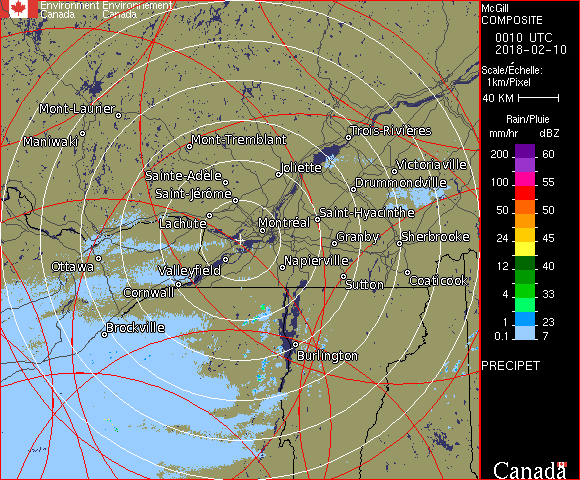 Environment Environnement
Canada Canada
McGill
COMPOSITE
0010 UTC
2018-02-10
Scale/Échelle:
1km/Pixel
40 KM
Rain/Pluie
mm/hr dBZ
200 60
100 55
50 50
24 45
12 40
4 33
1 23
0.1 7
PRECIPET
Canada
Mont-Laurier
Maniwaki
Mont-Tremblant
Trois-Rivières
Joliette
Victoriaville
Sainte-Adèle
Drummondville
Saint-Jérôme
Saint-Hyacinthe
Lachute
Montréal
Granby
Sherbrooke
Ottawa
Valleyfield
Napierville
Cornwall
Sutton
Coaticook
Brockville
Burlington